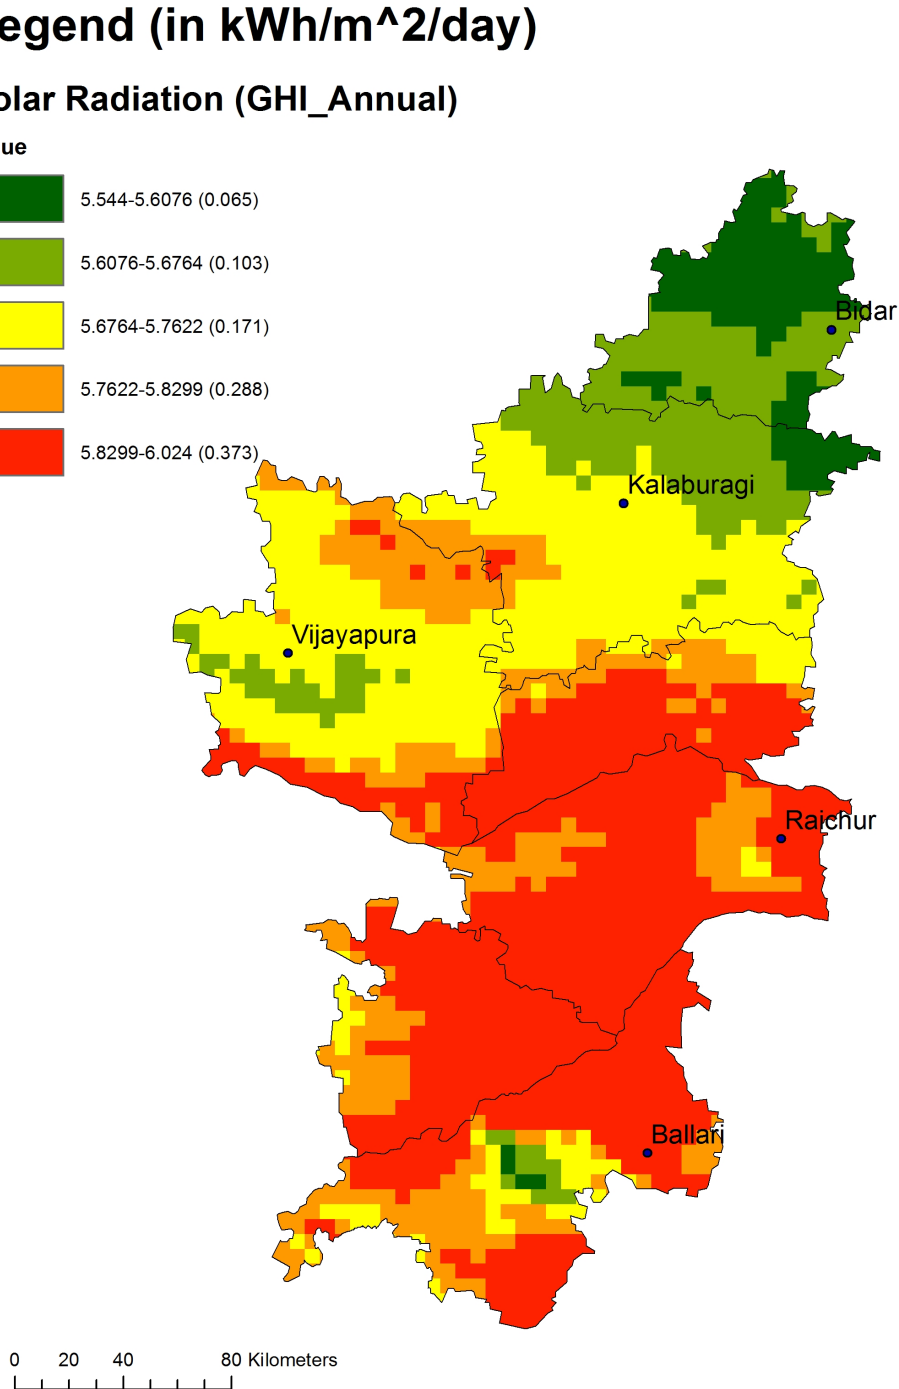 egend (in kWh/m^2/day)
olar Radiation (GHI_Annual)
ue
5.544-5.6076 (0.065)
5.6076-5.6764 (0.103)
5.6764-5.7622 (0.171)
5.7622-5.8299 (0.288)
5.8299-6.024 (0.373)
Bidar
Kalaburagi
Vijayapura
Raichur
Ballari
0 20 40 80 Kilometers